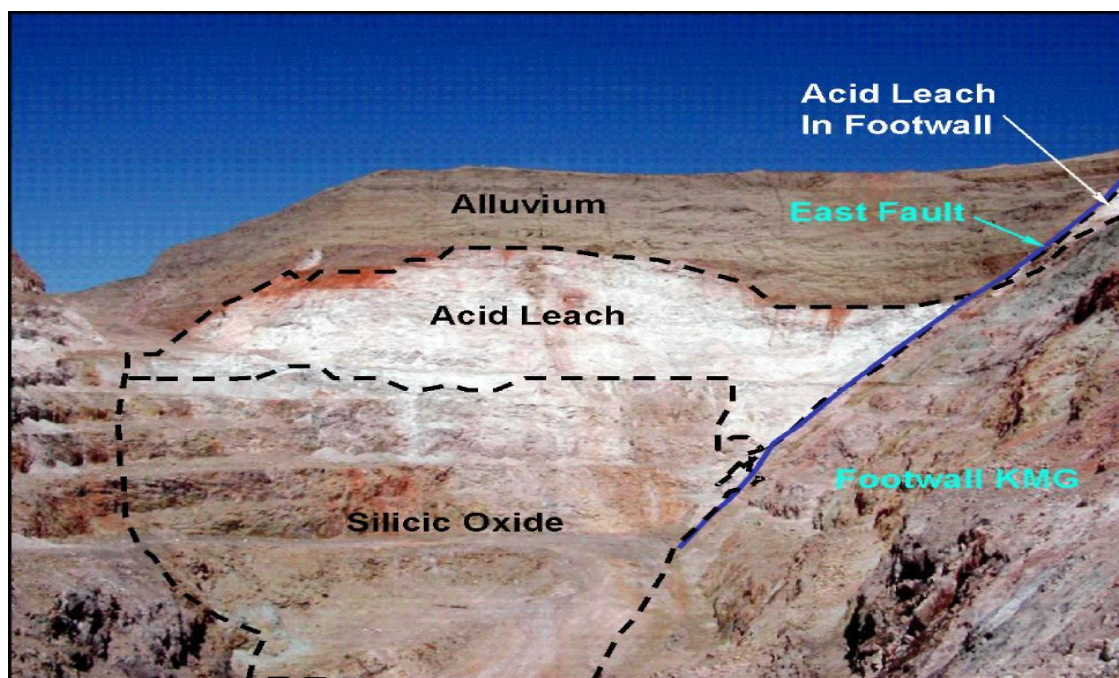 Acid Leach
In Footwall
Alluvium
East Fault
Acid Leach
Footwall KMG
Silicic Oxide